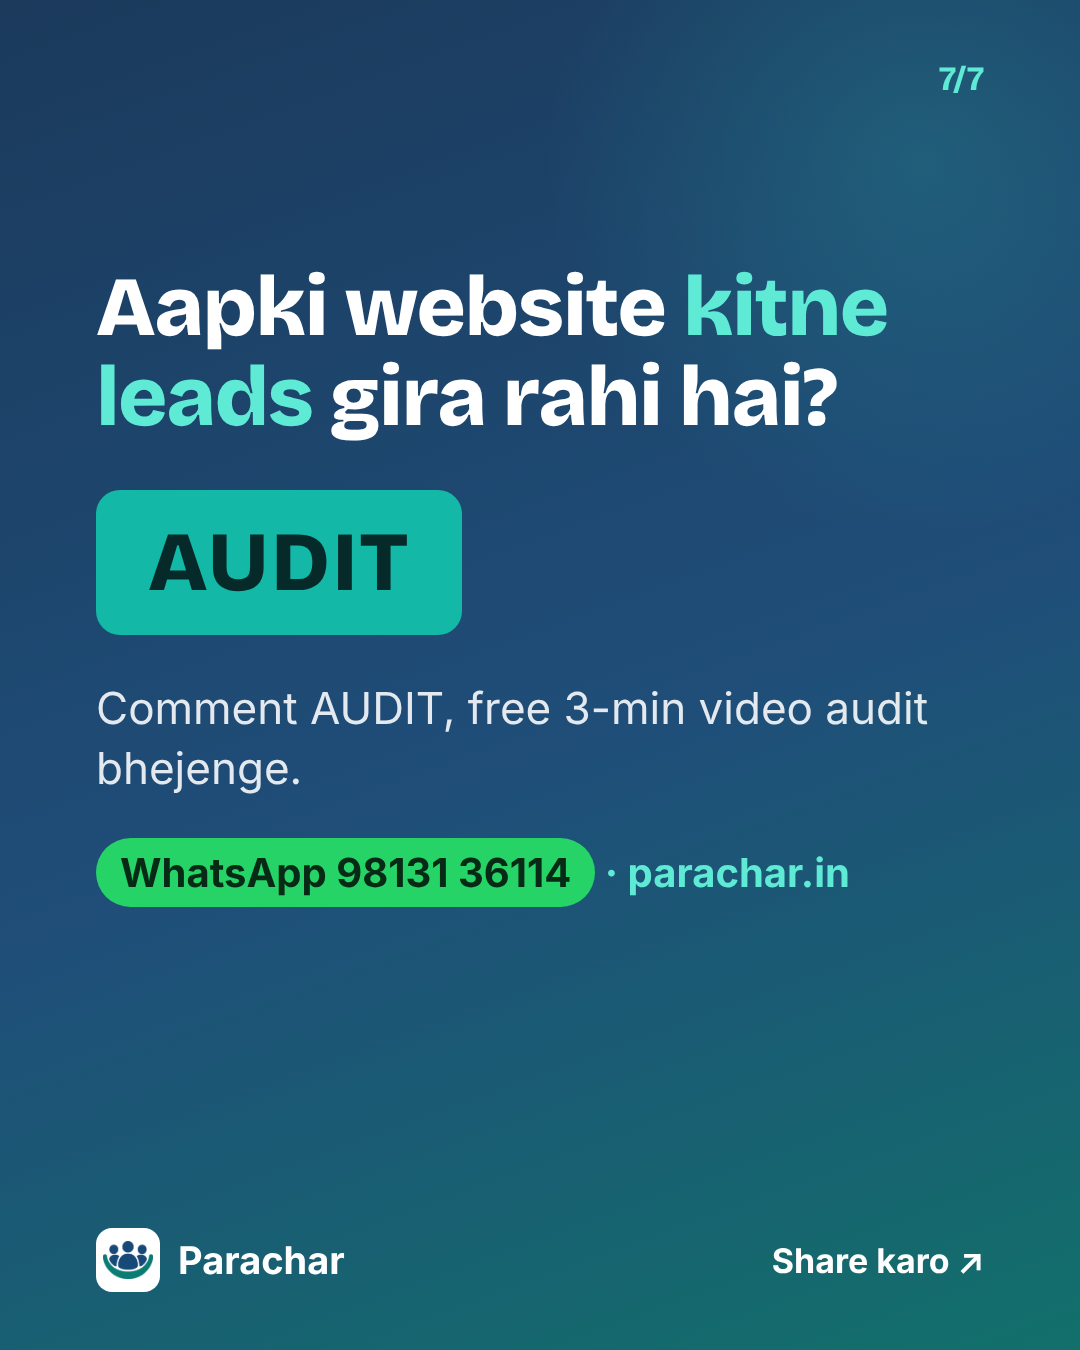 7/7
Aapki website kitne
leads gira rahi hai?
AUDIT
Comment AUDIT, free 3-min video audit
bhejenge.
WhatsApp 98131 36114 · parachar.in
Parachar
Share karo ↗